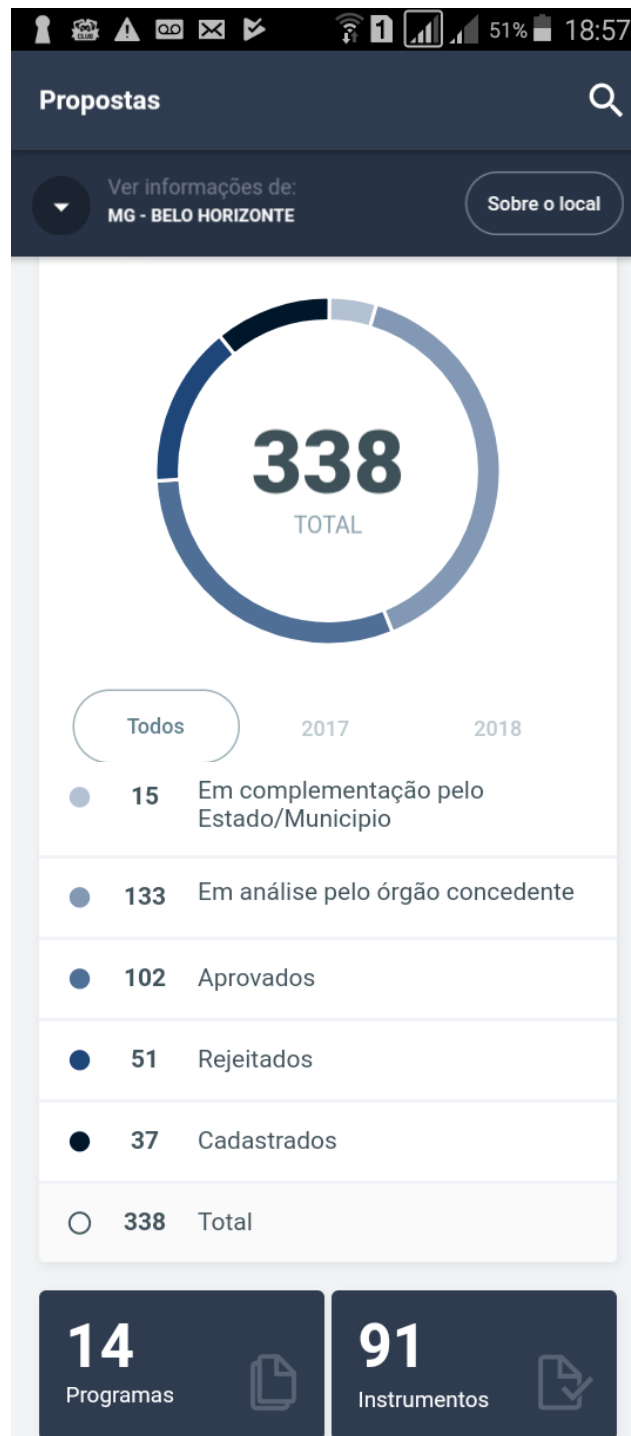 CLUB
1
51%
18:57
Propostas
Ver informações de:
MG - BELO HORIZONTE
Sobre o local
338
TOTAL
Todos
2017
2018
15
Em complementação pelo
Estado/Municipio
133
Em análise pelo órgão concedente
102
Aprovados
51
Rejeitados
37
Cadastrados
338
Total
14
Programas
91
Instrumentos